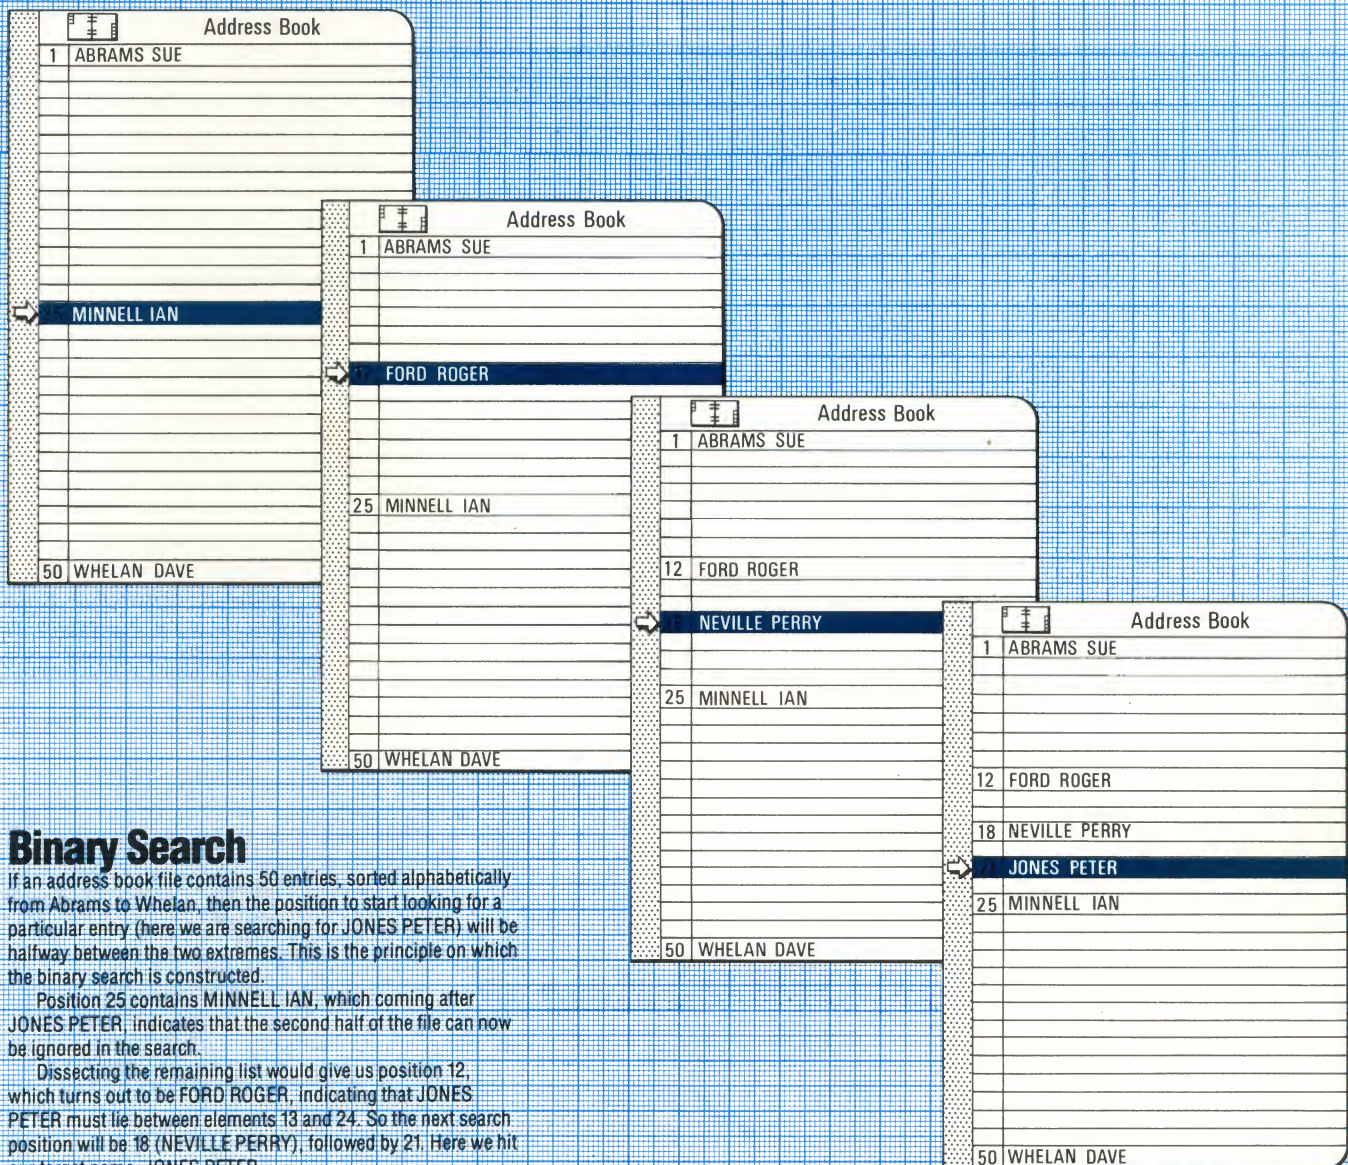 Address Book
1 ABRAMS SUE
MINNELL IAN
50 WHELAN DAVE
Address Book
1 ABRAMS SUE
FORD ROGER
25 MINNELL IAN
50 WHELAN DAVE
Address Book
1 ABRAMS SUE
12 FORD ROGER
NEVILLE PERRY
25 MINNELL IAN
50 WHELAN DAVE
Address Book
1 ABRAMS SUE
12 FORD ROGER
18 NEVILLE PERRY
21 JONES PETER
25 MINNELL IAN
50 WHELAN DAVE
Binary Search
If an address book file contains 50 entries, sorted alphabetically
from Abrams to Whelan, then the position to start looking for a
particular entry (here we are searching for JONES PETER) will be
halfway between the two extremes. This is the principle on which
the binary search is constructed.
Position 25 contains MINNELL IAN, which coming after
JONES PETER, indicates that the second half of the file can now
be ignored in the search.
Dissecting the remaining list would give us position 12,
which turns out to be FORD ROGER, indicating that JONES
PETER must lie between elements 13 and 24. So the next search
position will be 18 (NEVILLE PERRY), followed by 21. Here we hit